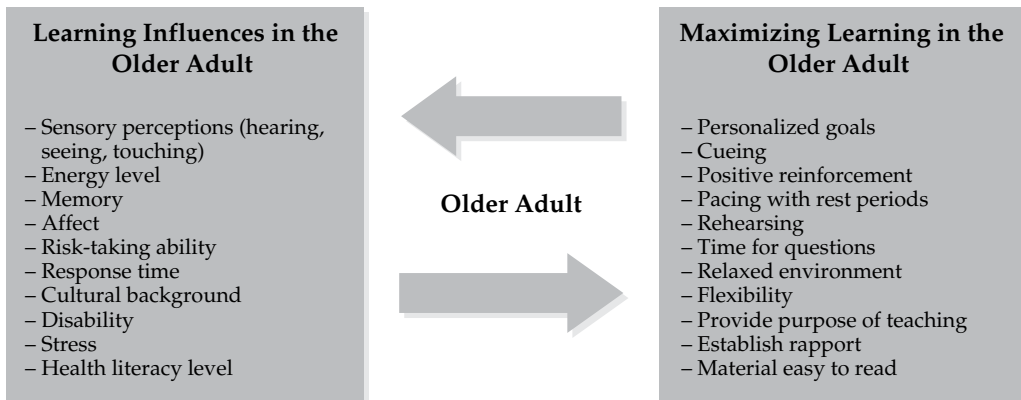 Learning Influences in the
Older Adult
– Sensory perceptions (hearing,
seeing, touching)
– Energy level
– Memory
– Affect
– Risk-taking ability
– Response time
– Cultural background
– Disability
– Stress
– Health literacy level
Older Adult
Maximizing Learning in the
Older Adult
– Personalized goals
– Cueing
– Positive reinforcement
– Pacing with rest periods
– Rehearsing
– Time for questions
– Relaxed environment
– Flexibility
– Provide purpose of teaching
– Establish rapport
– Material easy to read